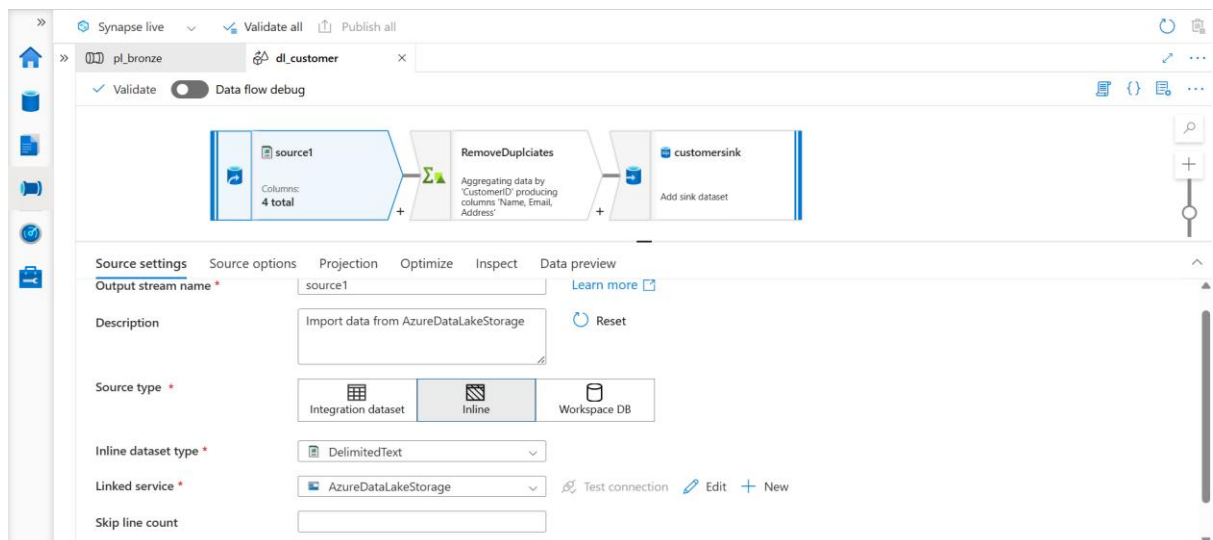 Synapse live
Validate all
Publish all
pl_bronze
dl_customer
Validate
Data flow debug
source1
Columns:
4 total
RemoveDuplciates
Aggregating data by
'CustomerID' producing
columns 'Name, Email,
Address'
customersink
Add sink dataset
Source settings Source options Projection Optimize Inspect Data preview
Output stream name * source1 Learn more
Description Import data from AzureDataLakeStorage Reset
Source type *
Integration dataset Inline Workspace DB
Inline dataset type * DelimitedText
Linked service * AzureDataLakeStorage Test connection Edit New
Skip line count